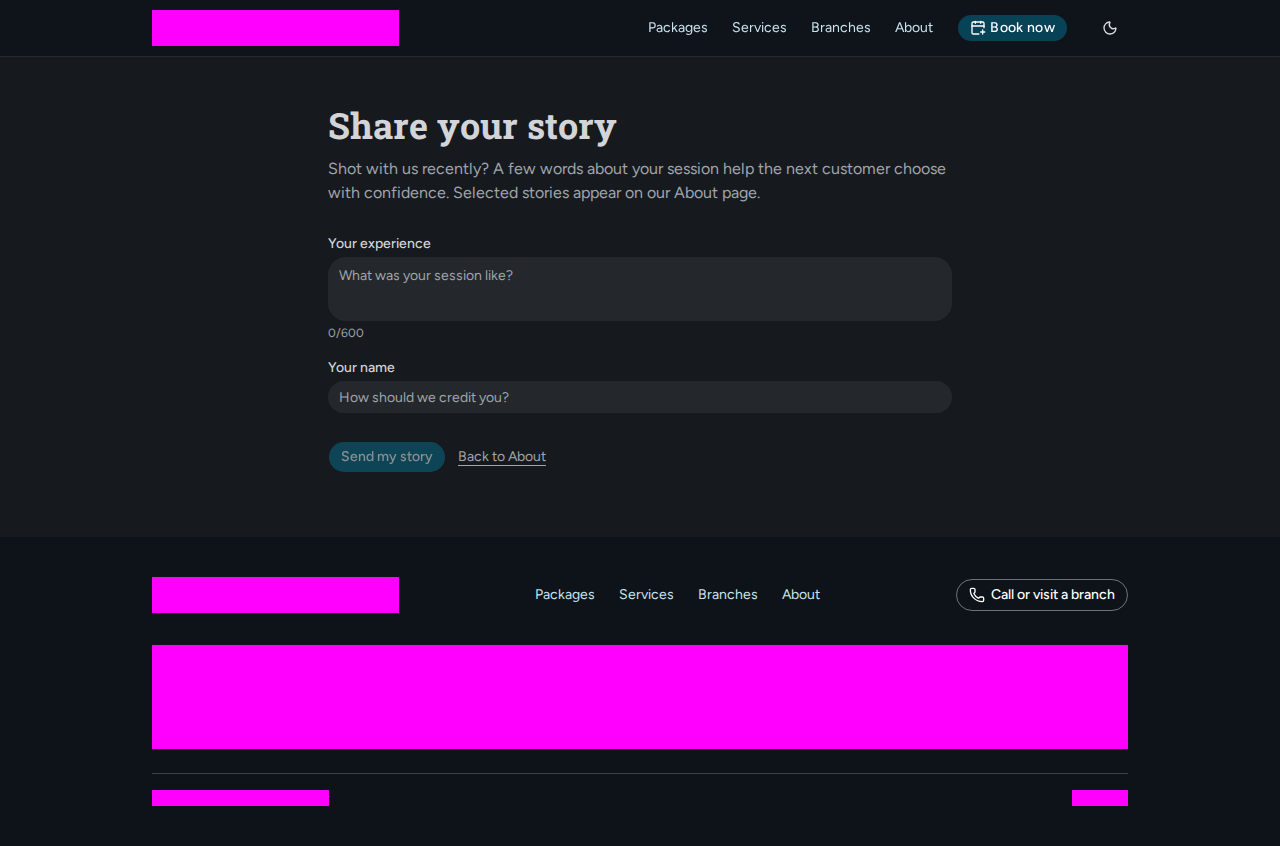 Packages Services Branches About Book now
Share your story
Shot with us recently? A few words about your session help the next customer choose
with confidence. Selected stories appear on our About page.
Your experience
What was your session like?
0/600
Your name
How should we credit you?
Send my story Back to About
Packages Services Branches About Call or visit a branch